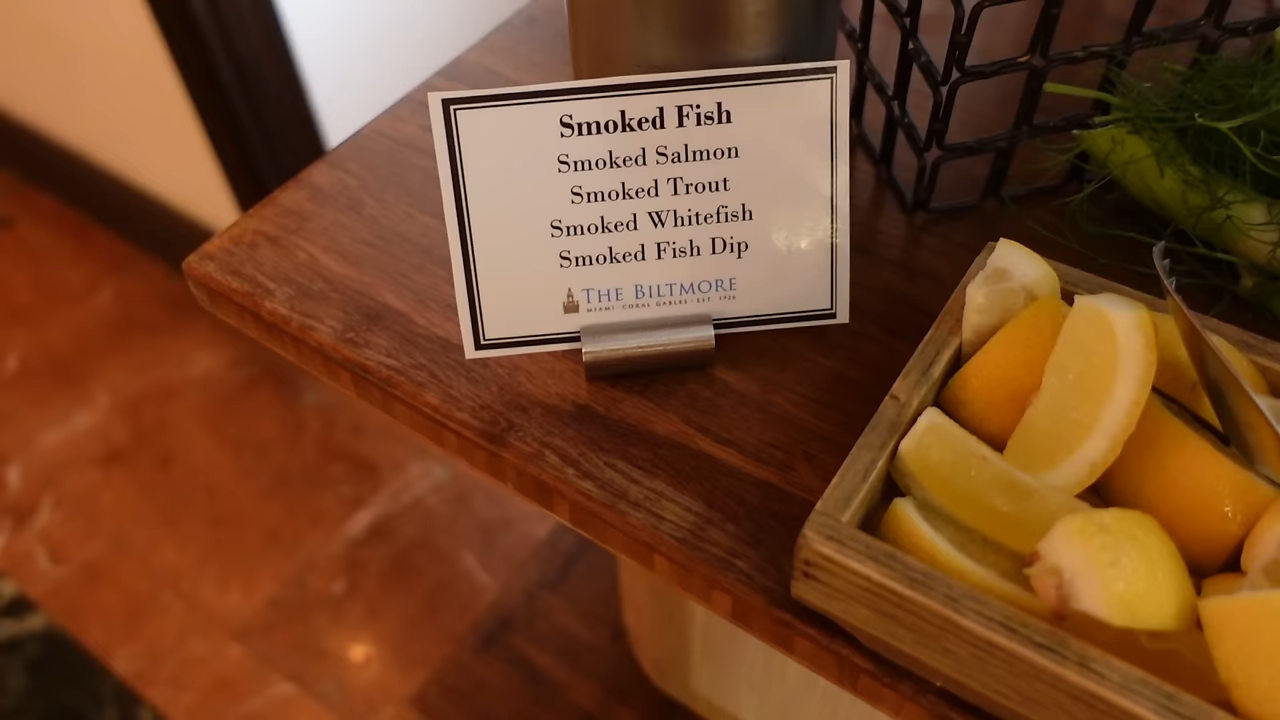 Smoked Fish
Smoked Salmon
Smoked Trout
Smoked Whitefish
Smoked Fish Dip
THE BILTMORE
MIAMI · CORAL GABLES · EST. 1926